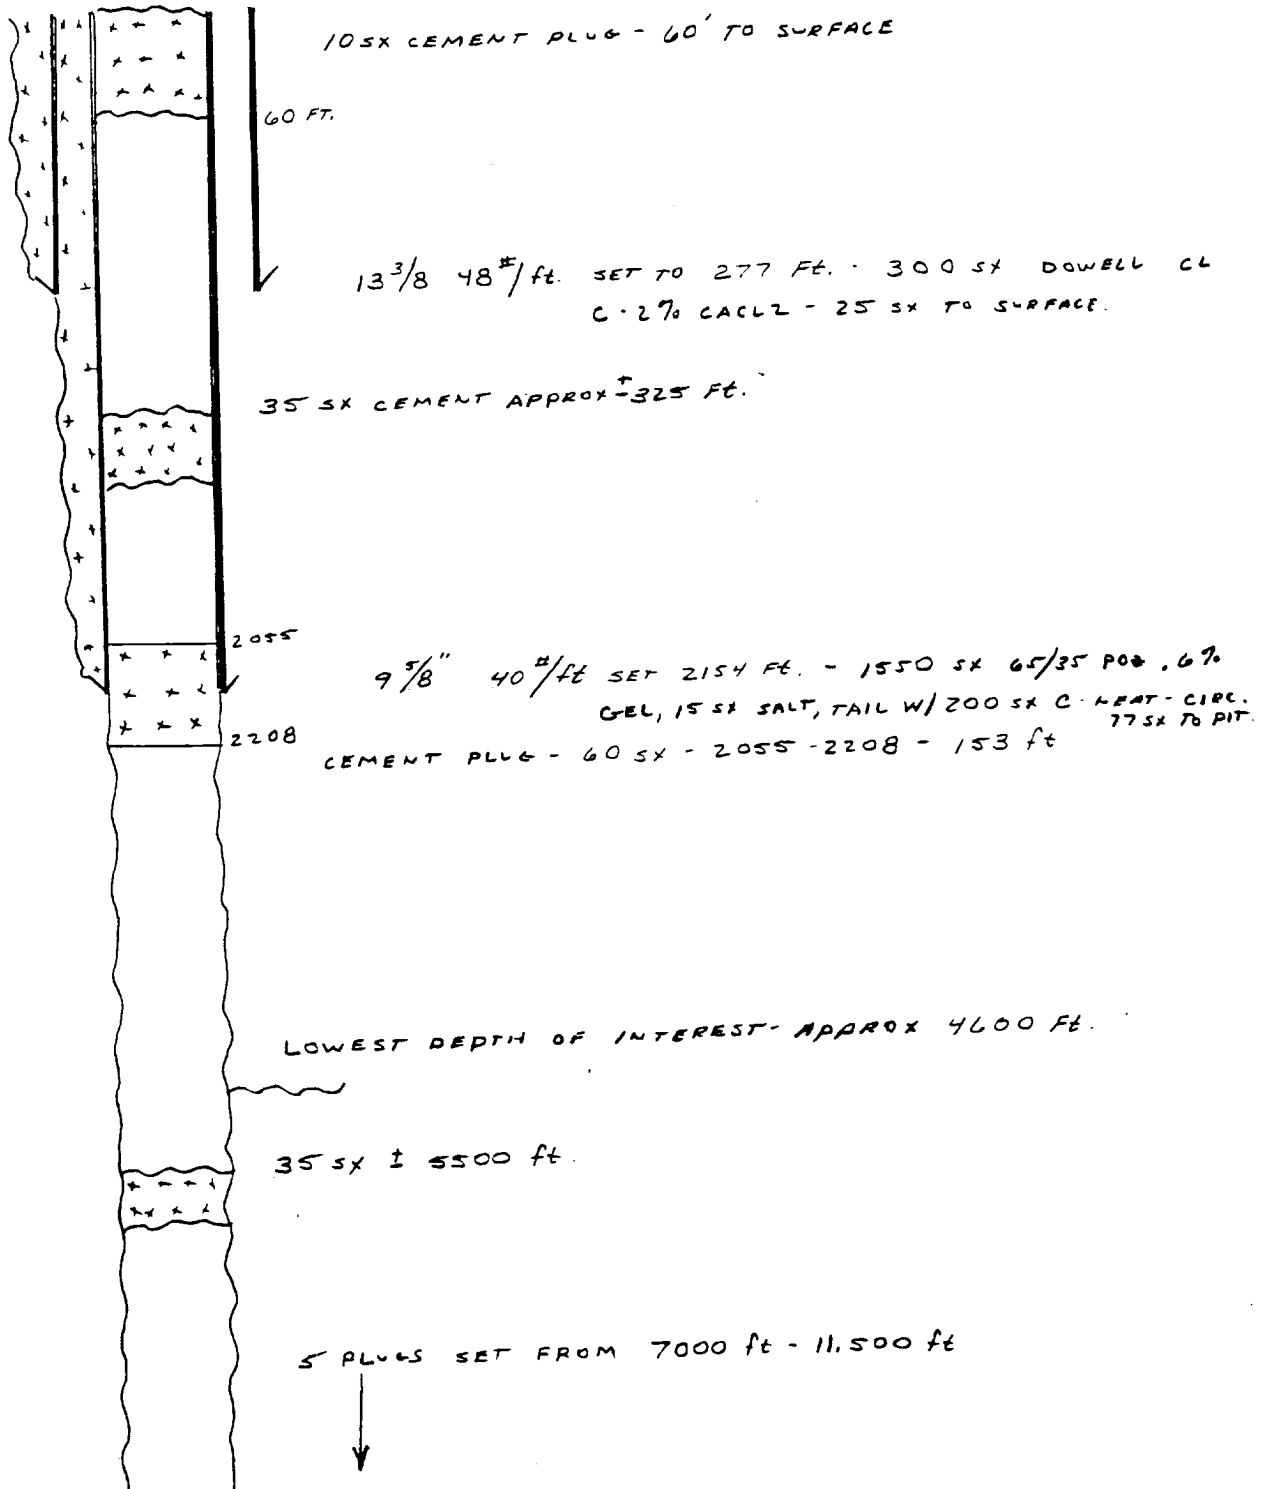 10 SX CEMENT PLUG - 60' TO SURFACE
60 FT.
13 3/8 48#/ft. SET TO 277 Ft. . 300 SX DOWELL CL
C . 2% CACL2 - 25 SX TO SURFACE.
35 SX CEMENT APPROX ± 325 Ft.
2055
9 5/8" 40#/ft SET 2154 Ft. - 1550 SX 65/35 POZ, 6%
GEL, 15 SX SALT, TAIL W/ 200 SX C - NEAT - CIRC.
77 SX TO PIT.
2208
CEMENT PLUG - 60 SX - 2055 - 2208 - 153 ft
LOWEST DEPTH OF INTEREST - APPROX 4600 Ft.
35 SX ± 5500 ft.
5 PLUGS SET FROM 7000 ft - 11,500 ft